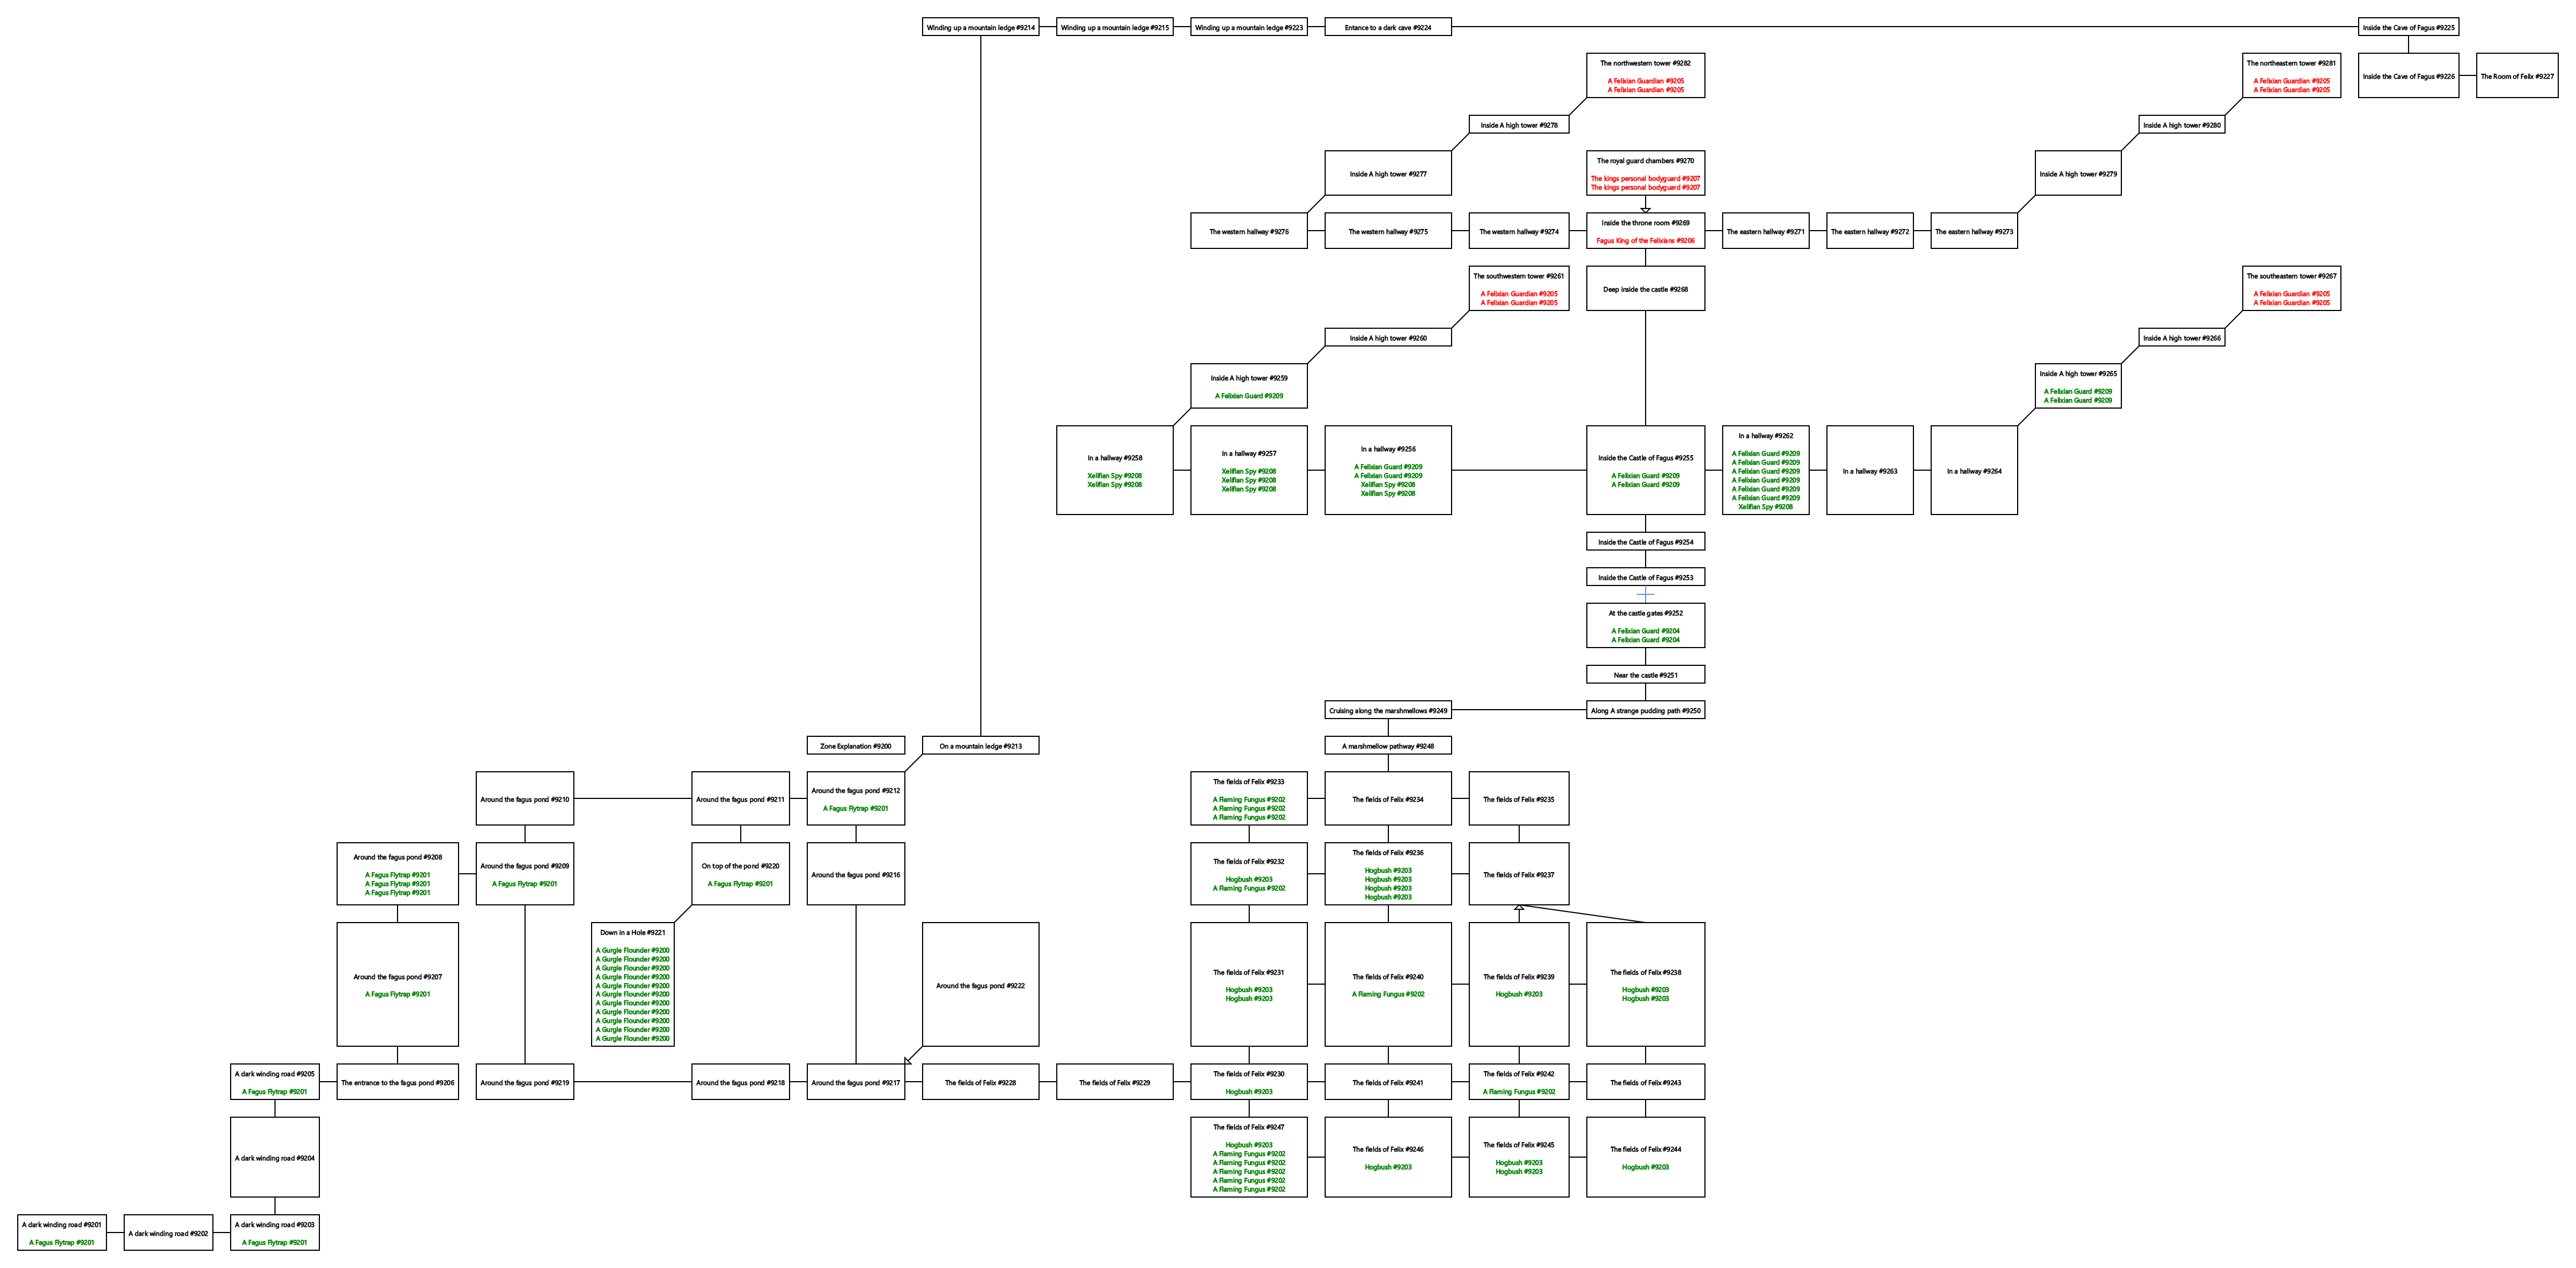 Winding up a mountain ledge #9214
Winding up a mountain ledge #9215
Winding up a mountain ledge #9223
Entance to a dark cave #9224
Inside the Cave of Fagus #9225
The northwestern tower #9282
A Felixian Guardian #9205
A Felixian Guardian #9205
The northeastern tower #9281
A Felixian Guardian #9205
A Felixian Guardian #9205
Inside the Cave of Fagus #9226
The Room of Felix #9227
Inside A high tower #9278
Inside A high tower #9280
Inside A high tower #9277
The royal guard chambers #9270
The kings personal bodyguard #9207
The kings personal bodyguard #9207
Inside A high tower #9279
The western hallway #9276
The western hallway #9275
The western hallway #9274
Inside the throne room #9269
Fagus King of the Felixians #9206
The eastern hallway #9271
The eastern hallway #9272
The eastern hallway #9273
The southwestern tower #9261
A Felixian Guardian #9205
A Felixian Guardian #9205
Deep inside the castle #9268
The southeastern tower #9267
A Felixian Guardian #9205
A Felixian Guardian #9205
Inside A high tower #9260
Inside A high tower #9266
Inside A high tower #9259
A Felixian Guard #9209
Inside A high tower #9265
A Felixian Guard #9209
A Felixian Guard #9209
In a hallway #9258
Xelifian Spy #9208
Xelifian Spy #9208
In a hallway #9257
Xelifian Spy #9208
Xelifian Spy #9208
Xelifian Spy #9208
In a hallway #9256
A Felixian Guard #9209
A Felixian Guard #9209
Xelifian Spy #9208
Xelifian Spy #9208
Inside the Castle of Fagus #9255
A Felixian Guard #9209
A Felixian Guard #9209
In a hallway #9262
A Felixian Guard #9209
A Felixian Guard #9209
A Felixian Guard #9209
A Felixian Guard #9209
A Felixian Guard #9209
A Felixian Guard #9209
Xelifian Spy #9208
In a hallway #9263
In a hallway #9264
Inside the Castle of Fagus #9254
Inside the Castle of Fagus #9253
At the castle gates #9252
A Felixian Guard #9204
A Felixian Guard #9204
Near the castle #9251
Cruising along the marshmellows #9249
Along A strange pudding path #9250
Zone Explanation #9200
On a mountain ledge #9213
A marshmellow pathway #9248
Around the fagus pond #9210
Around the fagus pond #9211
Around the fagus pond #9212
A Fagus Flytrap #9201
The fields of Felix #9233
A Flaming Fungus #9202
A Flaming Fungus #9202
A Flaming Fungus #9202
The fields of Felix #9234
The fields of Felix #9235
Around the fagus pond #9208
A Fagus Flytrap #9201
A Fagus Flytrap #9201
A Fagus Flytrap #9201
Around the fagus pond #9209
A Fagus Flytrap #9201
On top of the pond #9220
A Fagus Flytrap #9201
Around the fagus pond #9216
The fields of Felix #9232
Hogbush #9203
A Flaming Fungus #9202
The fields of Felix #9236
Hogbush #9203
Hogbush #9203
Hogbush #9203
Hogbush #9203
The fields of Felix #9237
Around the fagus pond #9207
A Fagus Flytrap #9201
Down in a Hole #9221
A Gurgle Flounder #9200
A Gurgle Flounder #9200
A Gurgle Flounder #9200
A Gurgle Flounder #9200
A Gurgle Flounder #9200
A Gurgle Flounder #9200
A Gurgle Flounder #9200
A Gurgle Flounder #9200
A Gurgle Flounder #9200
A Gurgle Flounder #9200
A Gurgle Flounder #9200
Around the fagus pond #9222
The fields of Felix #9231
Hogbush #9203
Hogbush #9203
The fields of Felix #9240
A Flaming Fungus #9202
The fields of Felix #9239
Hogbush #9203
The fields of Felix #9238
Hogbush #9203
Hogbush #9203
A dark winding road #9205
A Fagus Flytrap #9201
The entrance to the fagus pond #9206
Around the fagus pond #9219
Around the fagus pond #9218
Around the fagus pond #9217
The fields of Felix #9228
The fields of Felix #9229
The fields of Felix #9230
Hogbush #9203
The fields of Felix #9241
The fields of Felix #9242
A Flaming Fungus #9202
The fields of Felix #9243
A dark winding road #9204
The fields of Felix #9247
Hogbush #9203
A Flaming Fungus #9202
A Flaming Fungus #9202
A Flaming Fungus #9202
A Flaming Fungus #9202
A Flaming Fungus #9202
The fields of Felix #9246
Hogbush #9203
The fields of Felix #9245
Hogbush #9203
Hogbush #9203
The fields of Felix #9244
Hogbush #9203
A dark winding road #9201
A Fagus Flytrap #9201
A dark winding road #9202
A dark winding road #9203
A Fagus Flytrap #9201